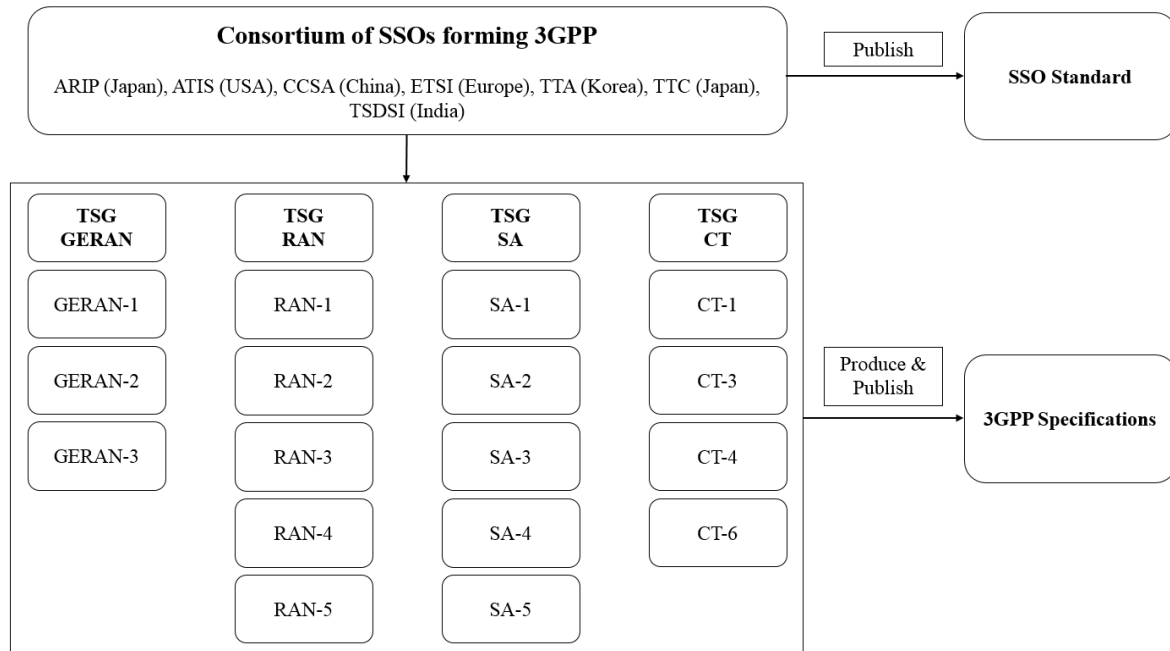 Consortium of SSOs forming 3GPP
ARIP (Japan), ATIS (USA), CCSA (China), ETSI (Europe), TTA (Korea), TTC (Japan),
TSDSI (India)
Publish
SSO Standard
TSG
GERAN
GERAN-1
GERAN-2
GERAN-3
TSG
RAN
RAN-1
RAN-2
RAN-3
RAN-4
RAN-5
TSG
SA
SA-1
SA-2
SA-3
SA-4
SA-5
TSG
CT
CT-1
CT-3
CT-4
CT-6
Produce &
Publish
3GPP Specifications